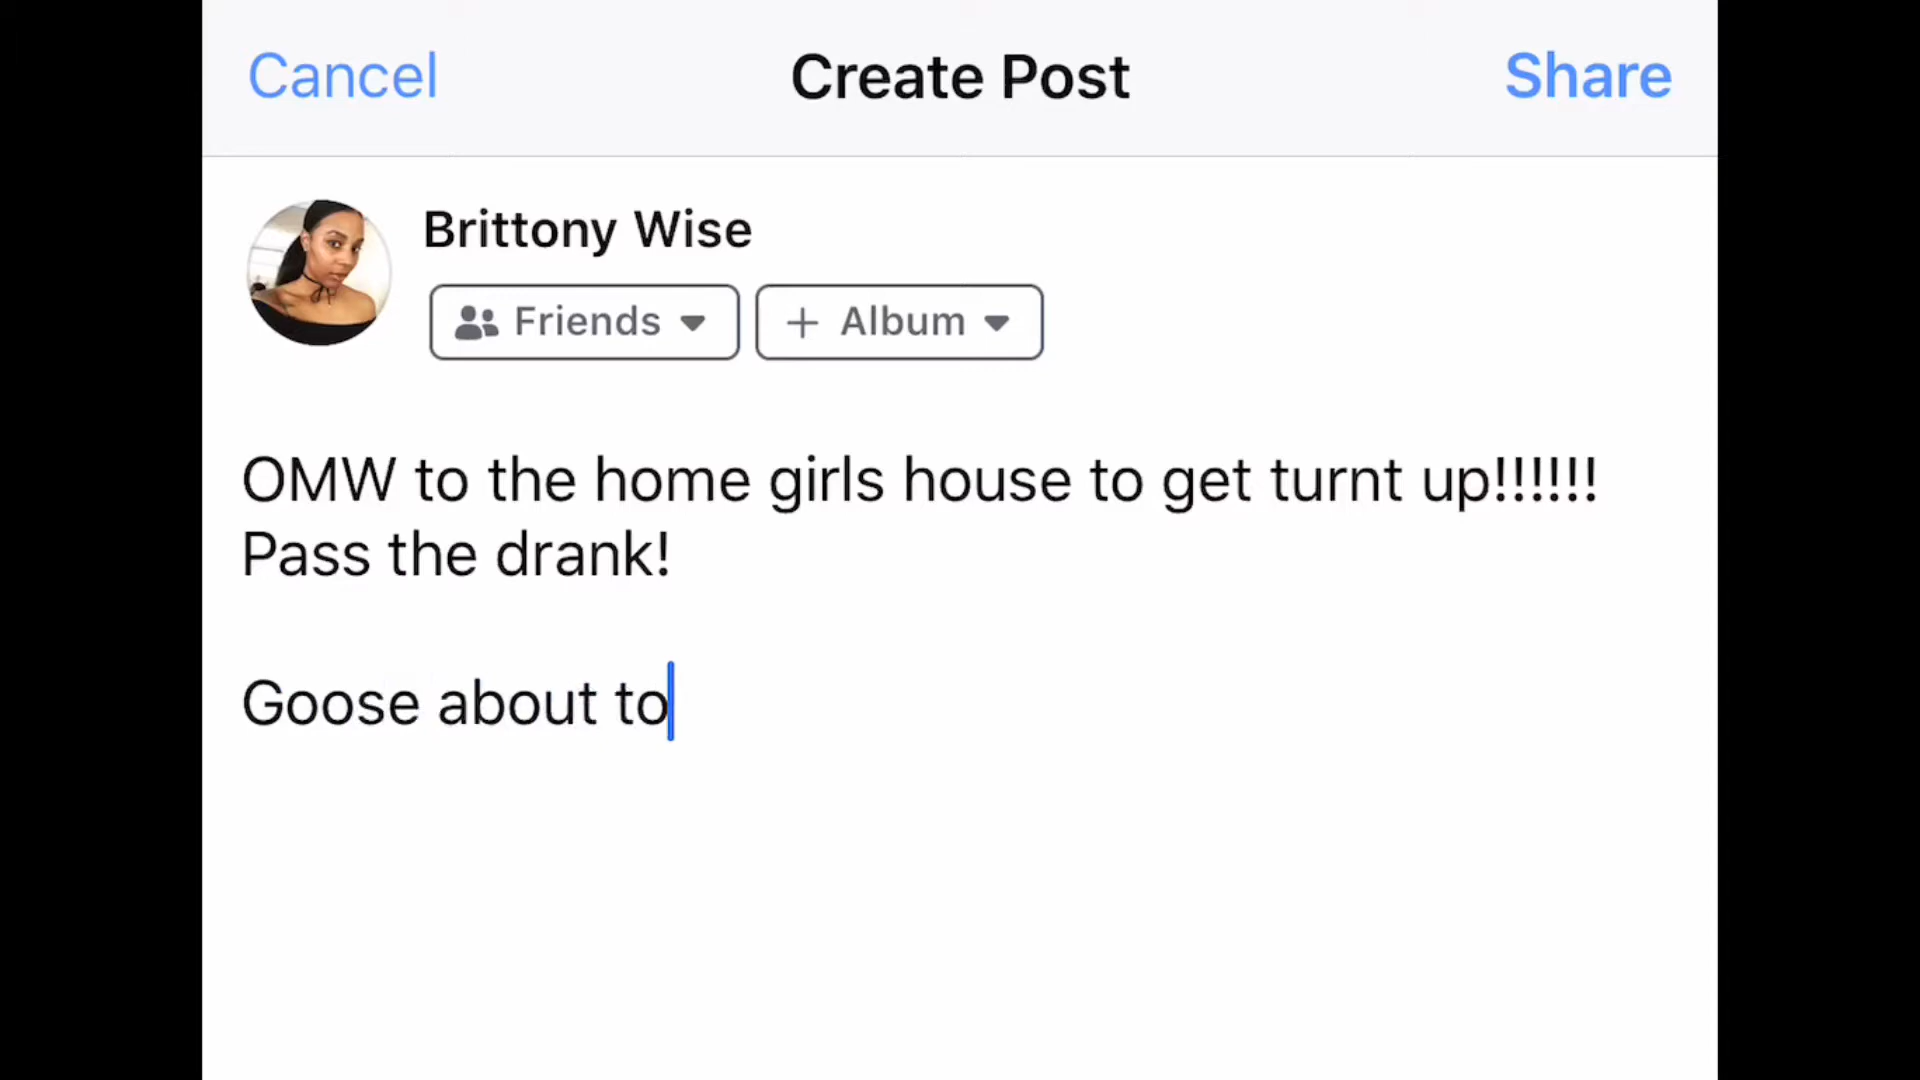 Cancel Create Post Share
Brittony Wise
Friends + Album
OMW to the home girls house to get turnt up!!!!!!
Pass the drank!
Goose about to